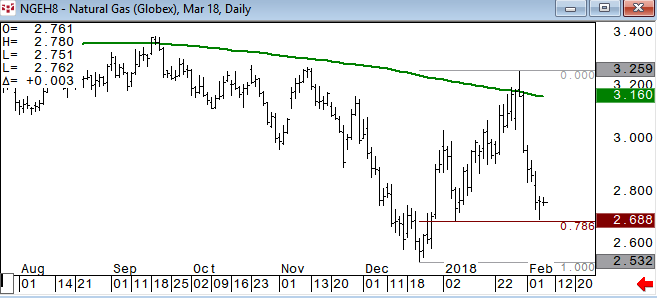 NGEH8 - Natural Gas (Globex), Mar 18, Daily
O= 2.761
H= 2.780
L= 2.751
L= 2.762
Δ= +0.003
3.400
3.259
0.000
3.160
3.000
2.800
2.688
0.786
2.600
2.532
1.000
Aug Sep Oct Nov Dec 2018 Feb
01 14 21 01 11 18 25 02 09 16 23 01 13 20 01 11 18 02 22 01 12 20